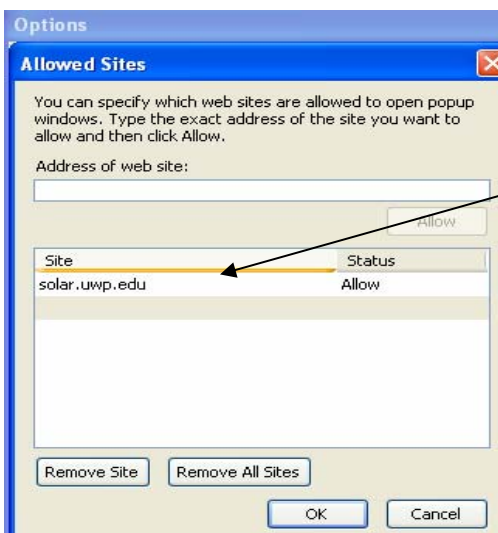 Options
Allowed Sites
You can specify which web sites are allowed to open popup
windows. Type the exact address of the site you want to
allow and then click Allow.
Address of web site:
Allow
Site Status
solar.uwp.edu Allow
Remove Site Remove All Sites
OK Cancel